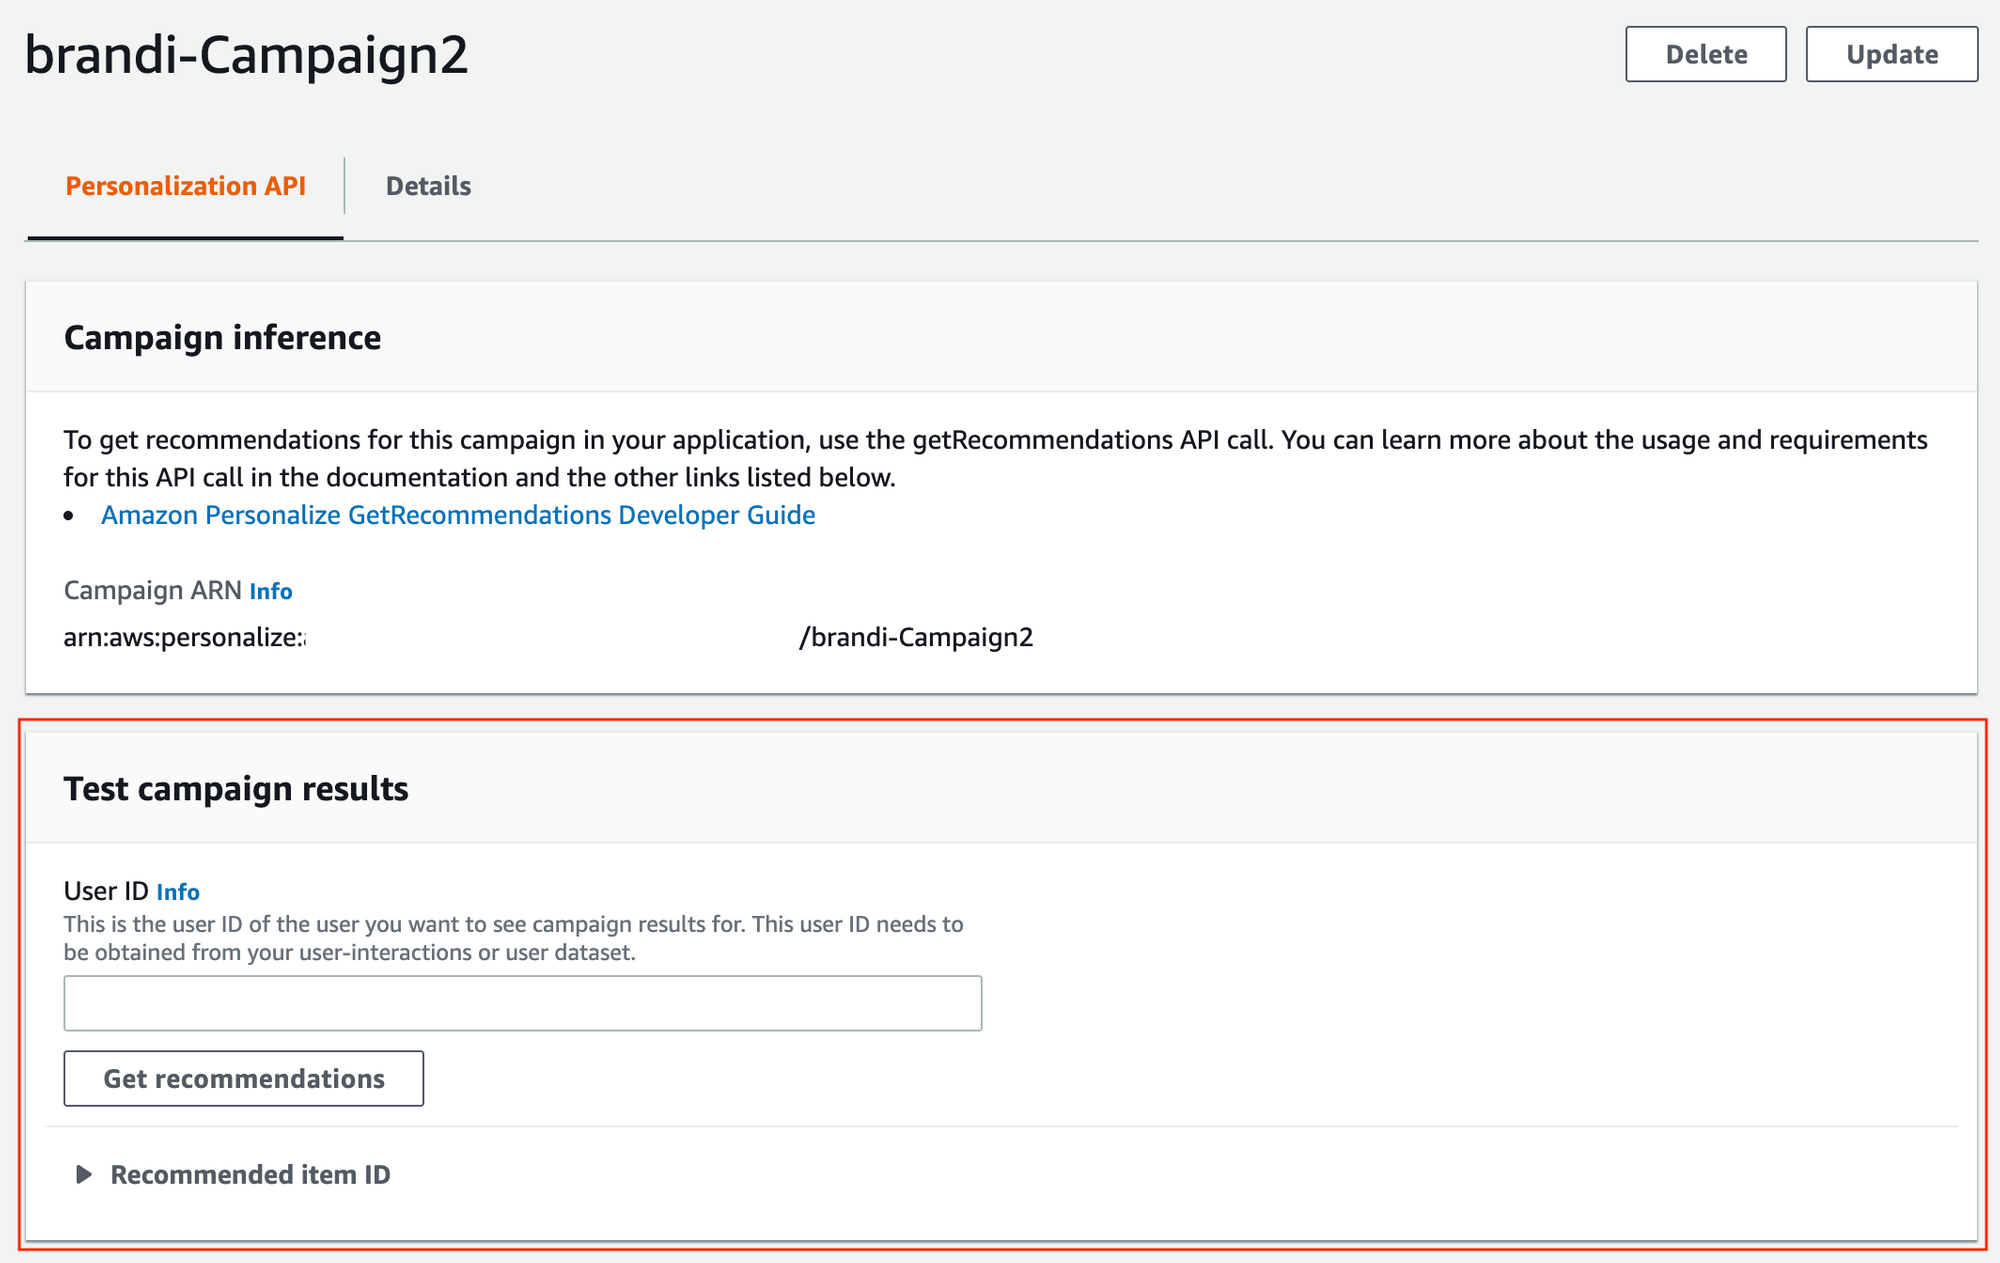 brandi-Campaign2
Delete
Update
Personalization API
Details
Campaign inference
To get recommendations for this campaign in your application, use the getRecommendations API call. You can learn more about the usage and requirements
for this API call in the documentation and the other links listed below.
• Amazon Personalize GetRecommendations Developer Guide
Campaign ARN Info
arn:aws:personalize: /brandi-Campaign2
Test campaign results
User ID Info
This is the user ID of the user you want to see campaign results for. This user ID needs to
be obtained from your user-interactions or user dataset.
Get recommendations
Recommended item ID